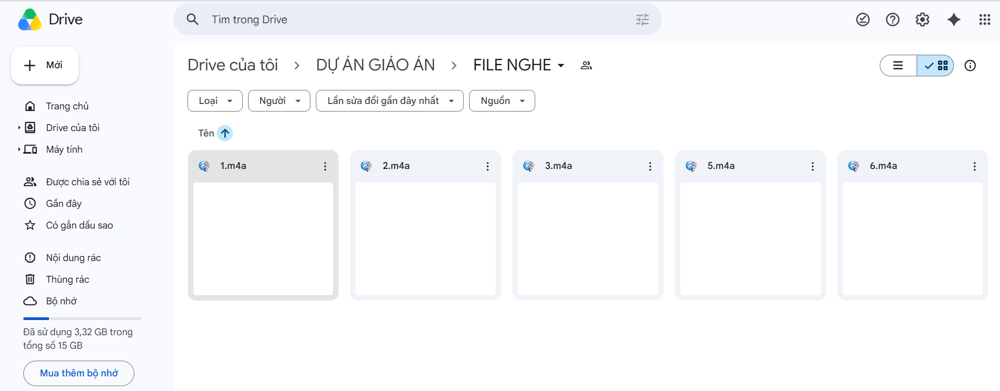 Drive
Tìm trong Drive
Mới
Trang chủ
Drive của tôi
Máy tính
Được chia sẻ với tôi
Gần đây
Có gắn dấu sao
Nội dung rác
Thùng rác
Bộ nhớ
Đã sử dụng 3,32 GB trong
tổng số 15 GB
Mua thêm bộ nhớ
Drive của tôi > DỰ ÁN GIÁO ÁN > FILE NGHE
Loại Người Lần sửa đổi gần đây nhất Nguồn
Tên
1.m4a 2.m4a 3.m4a 5.m4a 6.m4a